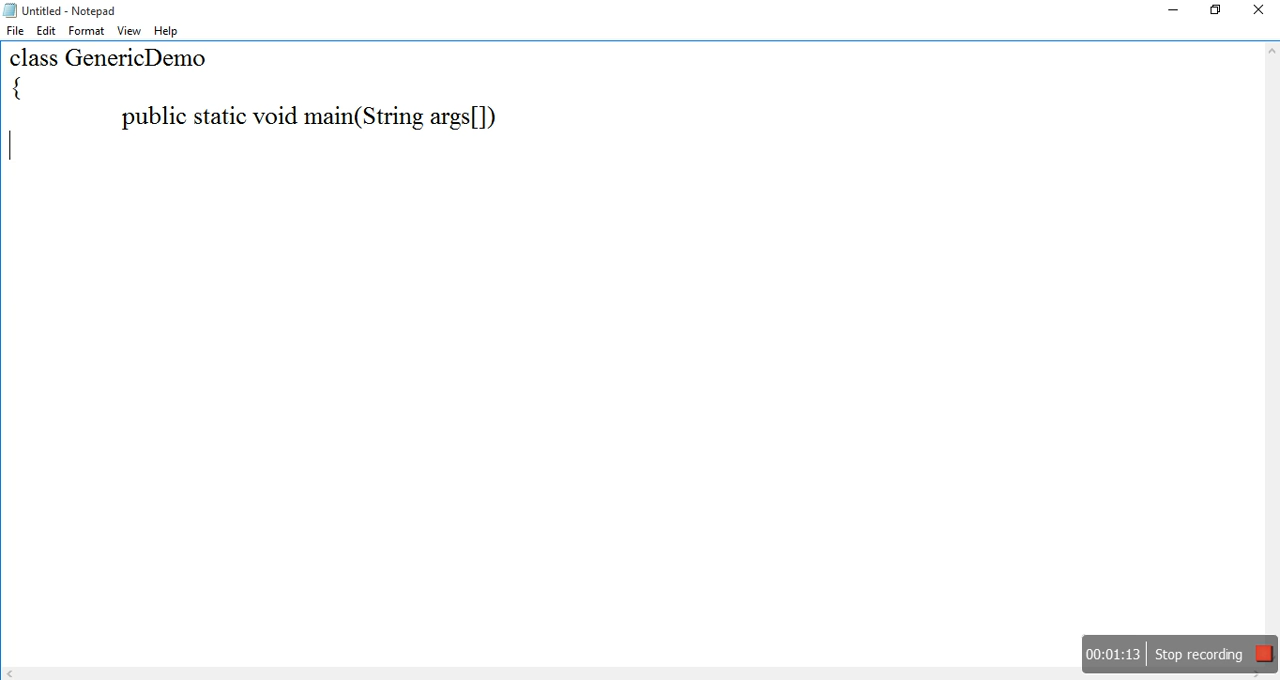 Untitled - Notepad
File Edit Format View Help
class GenericDemo
{
public static void main(String args[])
00:01:13 Stop recording